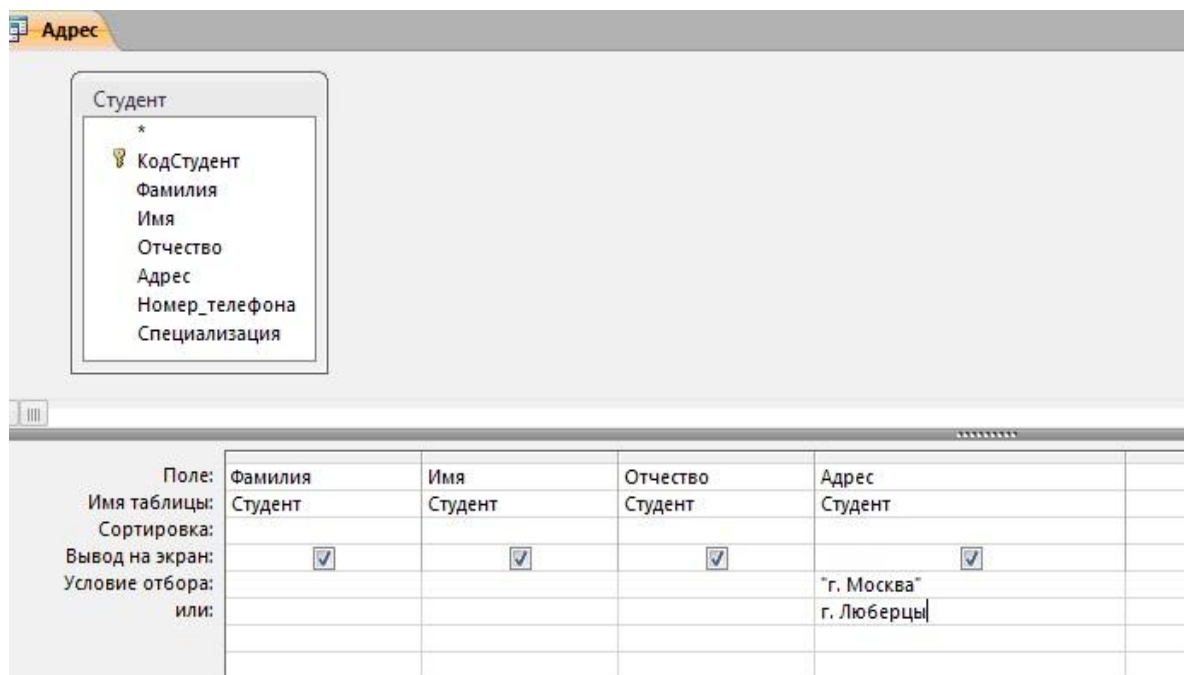 Адрес
Студент
*
КодСтудент
Фамилия
Имя
Отчество
Адрес
Номер_телефона
Специализация
Поле: Фамилия Имя Отчество Адрес
Имя таблицы: Студент Студент Студент Студент
Сортировка:
Вывод на экран:
Условие отбора: "г. Москва"
или: г. Люберцы